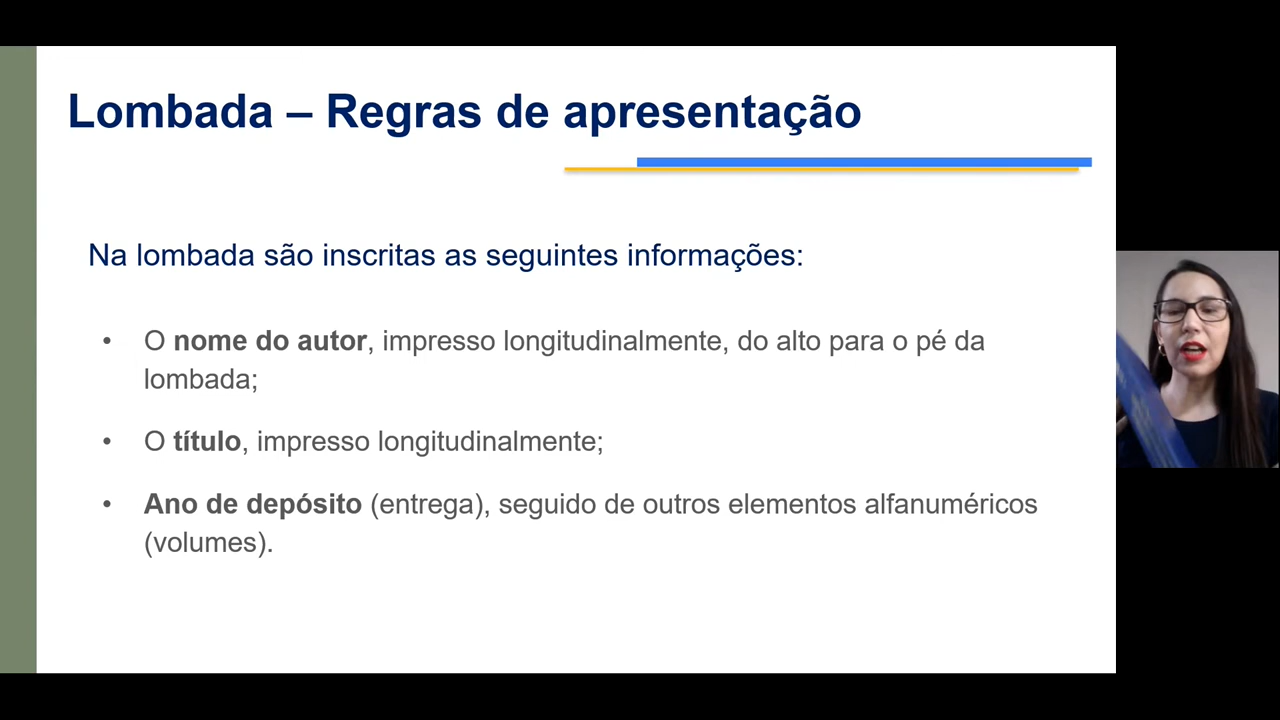 Lombada – Regras de apresentação
Na lombada são inscritas as seguintes informações:
• O nome do autor, impresso longitudinalmente, do alto para o pé da
lombada;
• O título, impresso longitudinalmente;
• Ano de depósito (entrega), seguido de outros elementos alfanuméricos
(volumes).